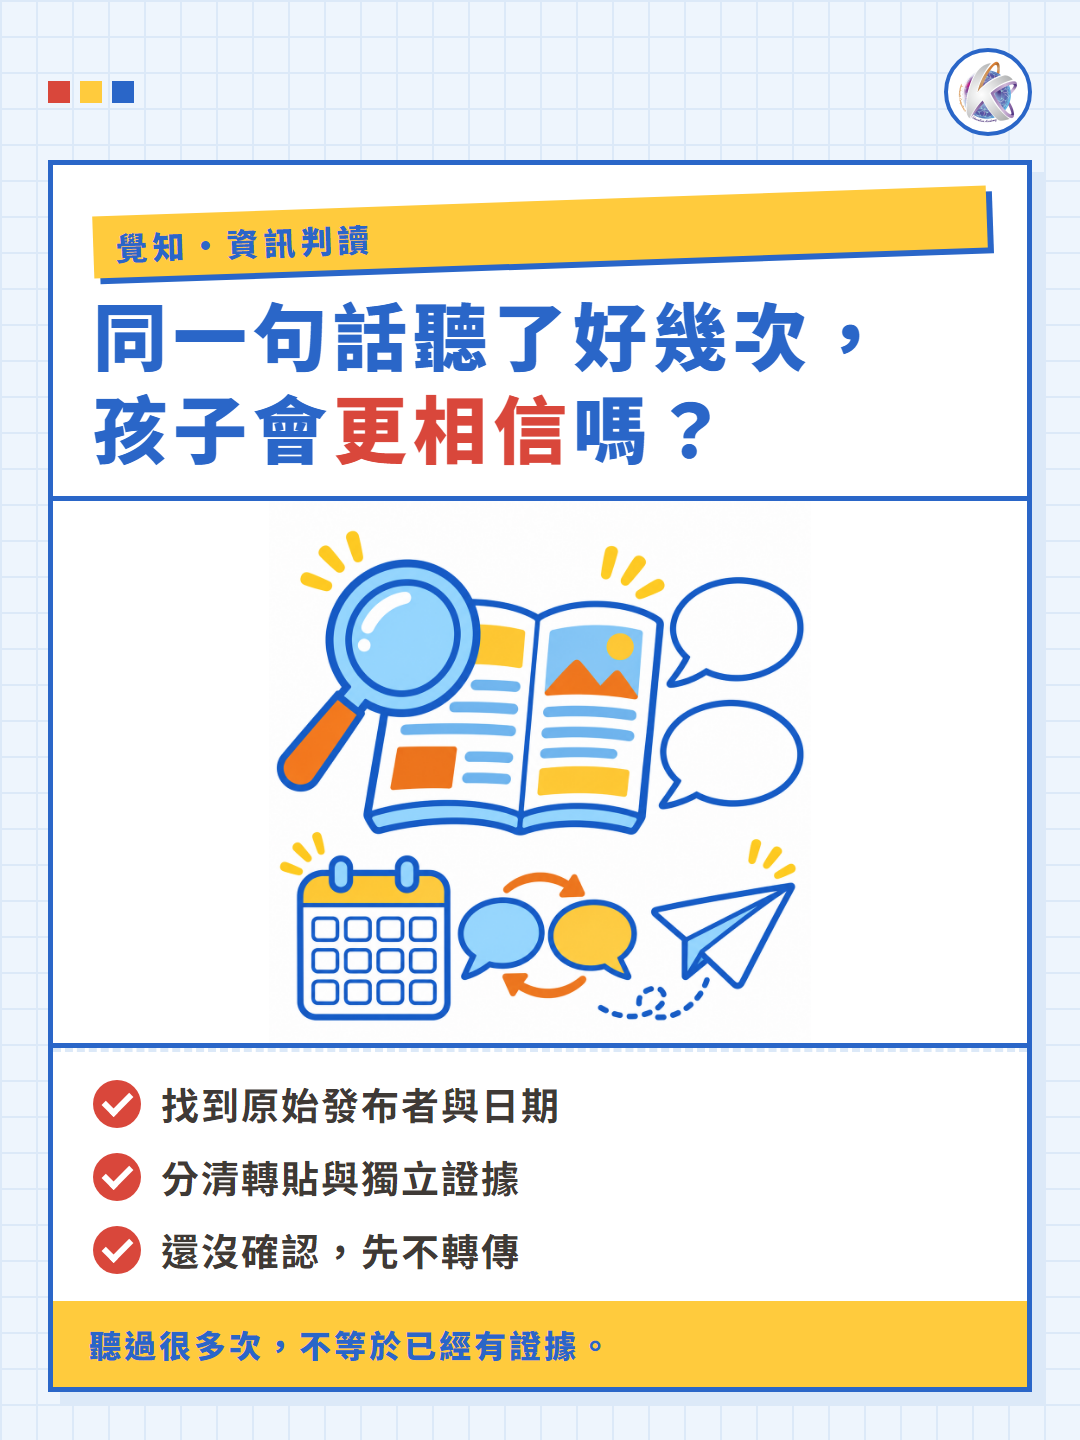 覺知・資訊判讀
同一句話聽了好幾次，
孩子會更相信嗎？
找到原始發布者與日期
分清轉貼與獨立證據
還沒確認，先不轉傳
聽過很多次，不等於已經有證據。